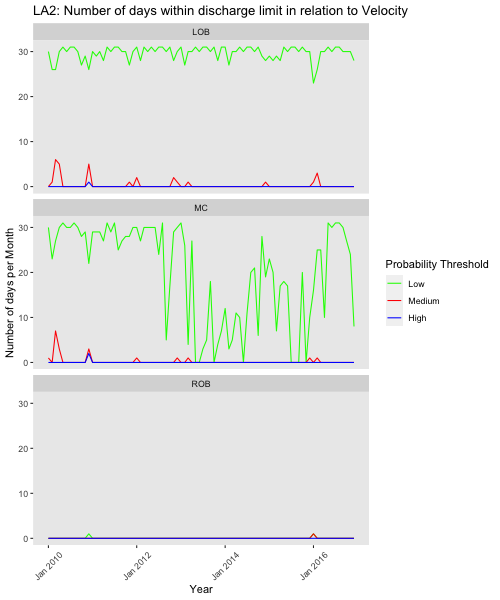 LA2: Number of days within discharge limit in relation to Velocity
LOB
30
20
10
0
MC
30
20
10
0
ROB
30
20
10
0
Number of days per Month
Jan 2010
Jan 2012
Jan 2014
Jan 2016
Year
Probability Threshold
Low
Medium
High